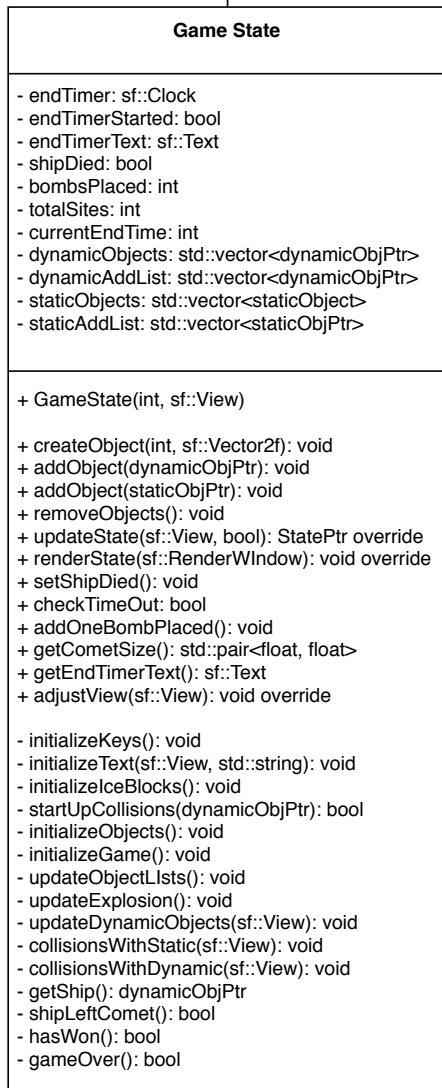 Game State
- endTimer: sf::Clock
- endTimerStarted: bool
- endTimerText: sf::Text
- shipDied: bool
- bombsPlaced: int
- totalSites: int
- currentEndTime: int
- dynamicObjects: std::vector<dynamicObjPtr>
- dynamicAddList: std::vector<dynamicObjPtr>
- staticObjects: std::vector<staticObject>
- staticAddList: std::vector<staticObjPtr>
+ GameState(int, sf::View)
+ createObject(int, sf::Vector2f): void
+ addObject(dynamicObjPtr): void
+ addObject(staticObjPtr): void
+ removeObjects(): void
+ updateState(sf::View, bool): StatePtr override
+ renderState(sf::RenderWIndow): void override
+ setShipDied(): void
+ checkTimeOut: bool
+ addOneBombPlaced(): void
+ getCometSize(): std::pair<float, float>
+ getEndTimerText(): sf::Text
+ adjustView(sf::View): void override
- initializeKeys(): void
- initializeText(sf::View, std::string): void
- initializeIceBlocks(): void
- startUpCollisions(dynamicObjPtr): bool
- initializeObjects(): void
- initializeGame(): void
- updateObjectLIsts(): void
- updateExplosion(): void
- updateDynamicObjects(sf::View): void
- collisionsWithStatic(sf::View): void
- collisionsWithDynamic(sf::View): void
- getShip(): dynamicObjPtr
- shipLeftComet(): bool
- hasWon(): bool
- gameOver(): bool